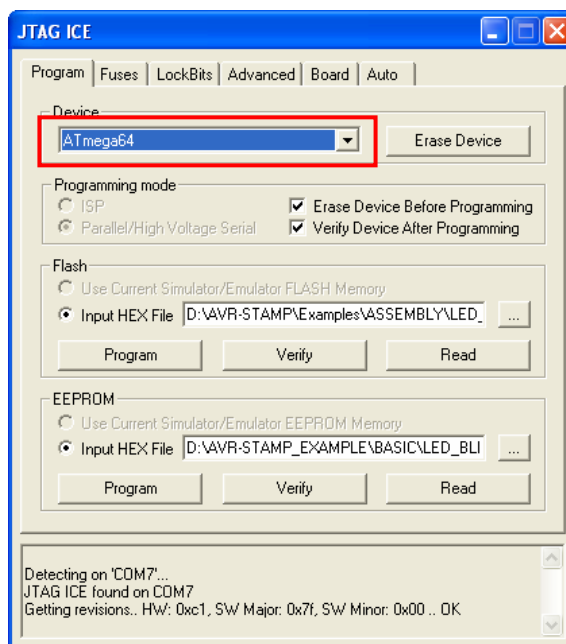 JTAG ICE
Program Fuses LockBits Advanced Board Auto
Device
ATmega64 Erase Device
Programming mode
ISP Erase Device Before Programming
Parallel/High Voltage Serial Verify Device After Programming
Flash
Use Current Simulator/Emulator FLASH Memory
Input HEX File D:\AVR-STAMP\Examples\ASSEMBLY\LED_ ...
Program Verify Read
EEPROM
Use Current Simulator/Emulator EEPROM Memory
Input HEX File D:\AVR-STAMP_EXAMPLE\BASIC\LED_BLI ...
Program Verify Read
Detecting on 'COM7'...
JTAG ICE found on COM7
Getting revisions.. HW: 0xc1, SW Major: 0x7f, SW Minor: 0x00 .. OK